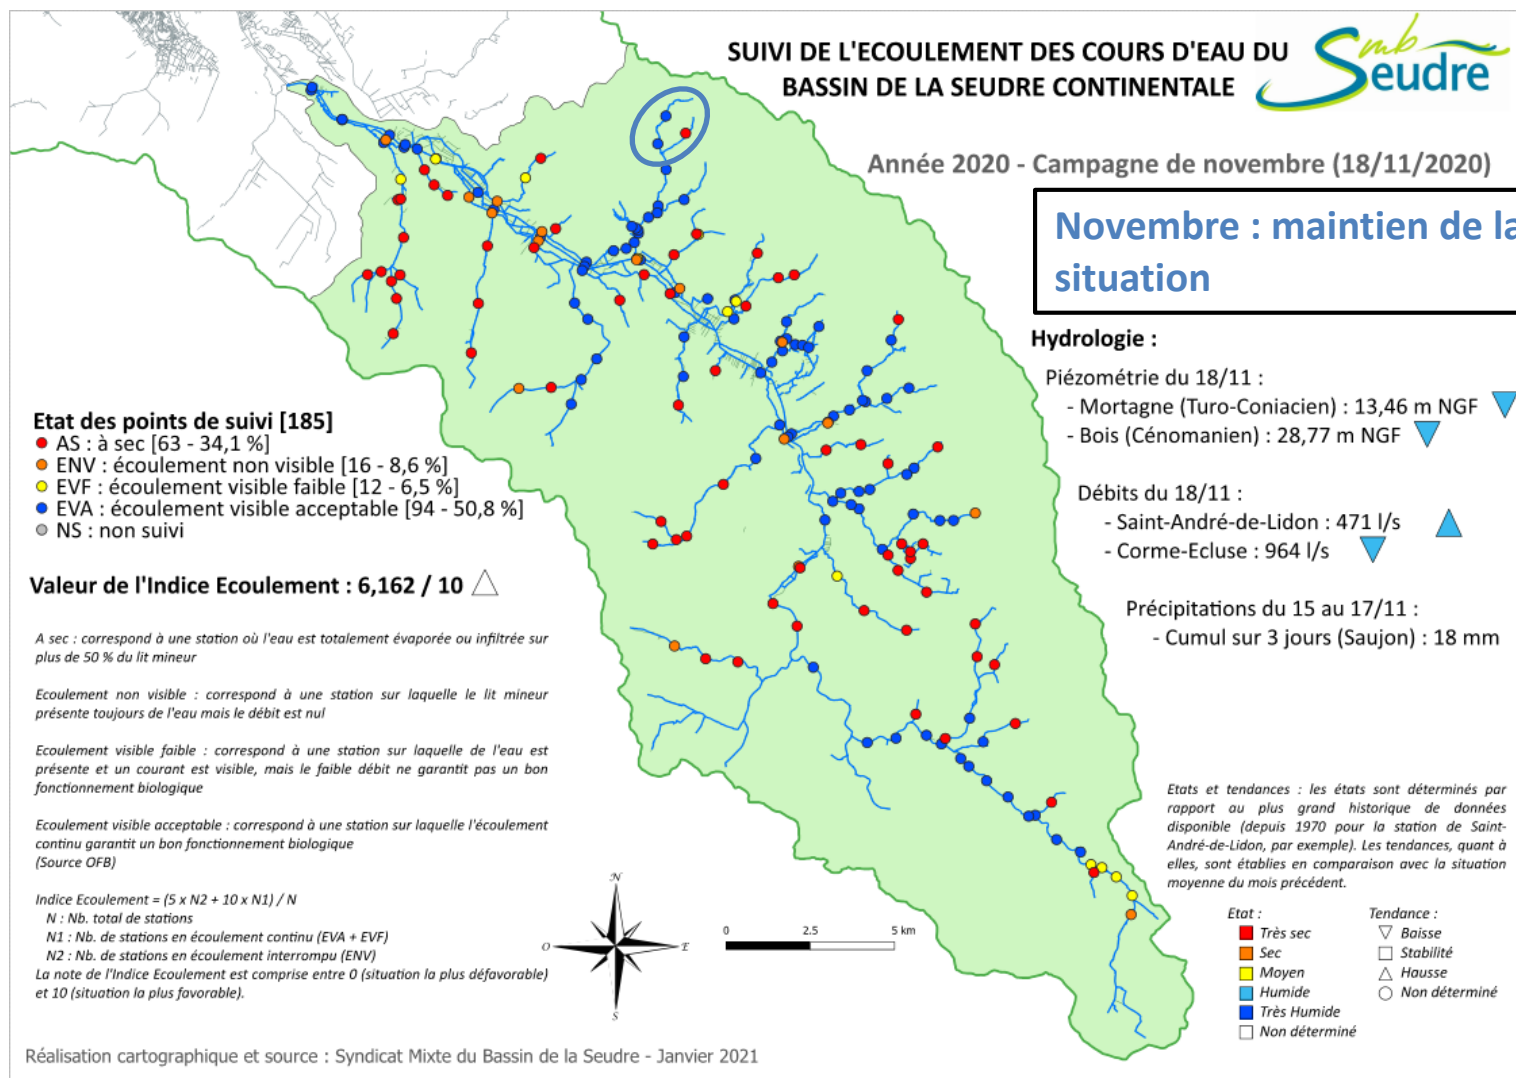 SUIVI DE L'ECOULEMENT DES COURS D'EAU DU
BASSIN DE LA SEUDRE CONTINENTALE
smb
Seudre
Année 2020 - Campagne de novembre (18/11/2020)
Novembre : maintien de la
situation
Hydrologie :
Piézométrie du 18/11 :
- Mortagne (Turo-Coniacien) : 13,46 m NGF
- Bois (Cénomanien) : 28,77 m NGF
Débits du 18/11 :
- Saint-André-de-Lidon : 471 l/s
- Corme-Ecluse : 964 l/s
Précipitations du 15 au 17/11 :
- Cumul sur 3 jours (Saujon) : 18 mm
Etat des points de suivi [185]
AS : à sec [63 - 34,1 %]
ENV : écoulement non visible [16 - 8,6 %]
EVF : écoulement visible faible [12 - 6,5 %]
EVA : écoulement visible acceptable [94 - 50,8 %]
NS : non suivi
Valeur de l'Indice Ecoulement : 6,162 / 10
A sec : correspond à une station où l'eau est totalement évaporée ou infiltrée sur
plus de 50 % du lit mineur
Ecoulement non visible : correspond à une station sur laquelle le lit mineur
présente toujours de l'eau mais le débit est nul
Ecoulement visible faible : correspond à une station sur laquelle de l'eau est
présente et un courant est visible, mais le faible débit ne garantit pas un bon
fonctionnement biologique
Ecoulement visible acceptable : correspond à une station sur laquelle l'écoulement
continu garantit un bon fonctionnement biologique
(Source OFB)
Indice Ecoulement = (5 x N2 + 10 x N1) / N
N : Nb. total de stations
N1 : Nb. de stations en écoulement continu (EVA + EVF)
N2 : Nb. de stations en écoulement interrompu (ENV)
La note de l'Indice Ecoulement est comprise entre 0 (situation la plus défavorable)
et 10 (situation la plus favorable).
N
O
E
S
0
2.5
5 km
Etats et tendances : les états sont déterminés par
rapport au plus grand historique de données
disponible (depuis 1970 pour la station de Saint-
André-de-Lidon, par exemple). Les tendances, quant à
elles, sont établies en comparaison avec la situation
moyenne du mois précédent.
Etat :
Très sec
Sec
Moyen
Humide
Très Humide
Non déterminé
Tendance :
Baisse
Stabilité
Hausse
Non déterminé
Réalisation cartographique et source : Syndicat Mixte du Bassin de la Seudre - Janvier 2021